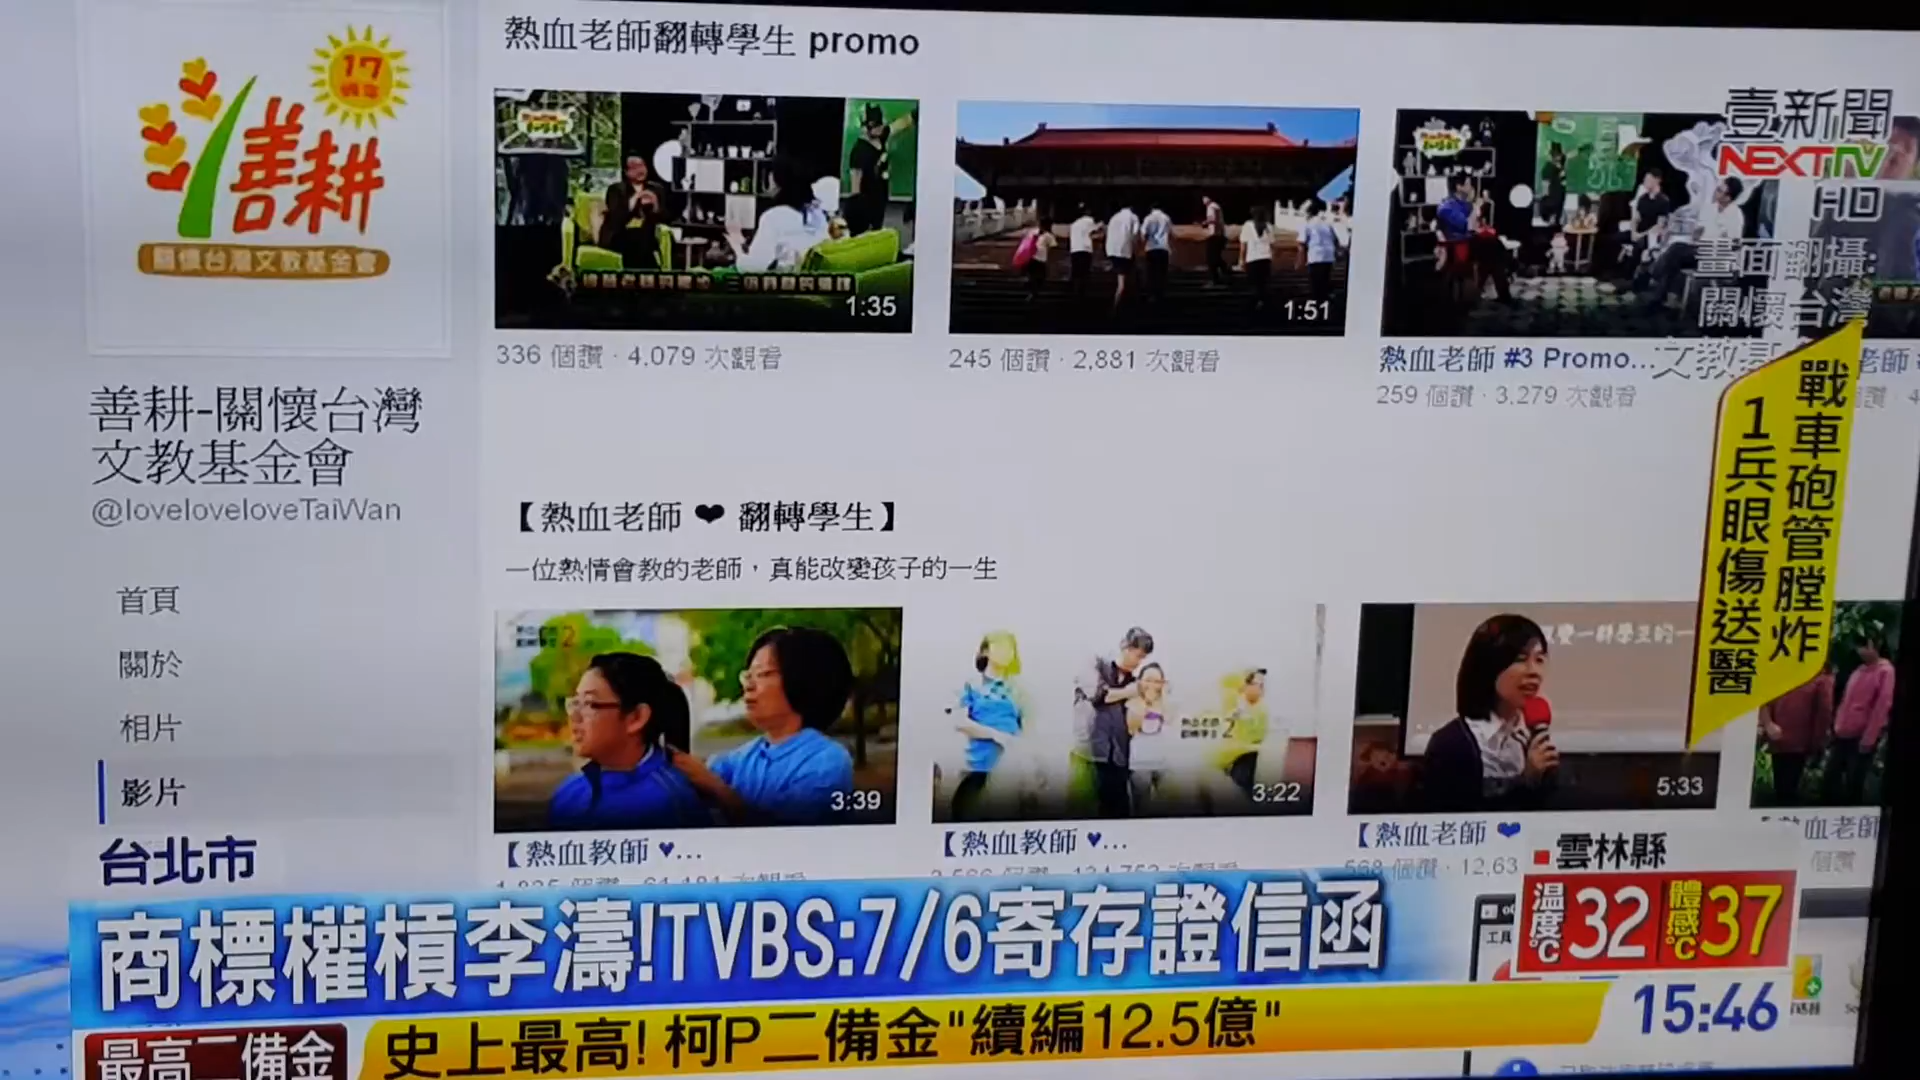 熱血老師翻轉學生 promo
17
善耕
關懷台灣文教基金會
1:35
1:51
336 個讚 · 4,079 次觀看
245 個讚 · 2,881 次觀看
熱血老師 #3 Promo...
259 個讚 · 3,279 次觀看
壹新聞
NEXTTV
HD
畫面翻攝:
關懷台灣
善耕-關懷台灣
文教基金會
@loveloveloveTaiWan
首頁
關於
相片
影片
【熱血老師 ❤ 翻轉學生】
一位熱情會教的老師，真能改變孩子的一生
3:39
3:22
5:33
【熱血教師 ♥...
【熱血教師 ♥...
【熱血老師 ❤
戰車砲管膛炸
1兵眼傷送醫
台北市
商標權槓李濤!TVBS:7/6寄存證信函
最高二備金
史上最高!柯P二備金"續編12.5億"
雲林縣
溫度℃32
體感℃37
15:46